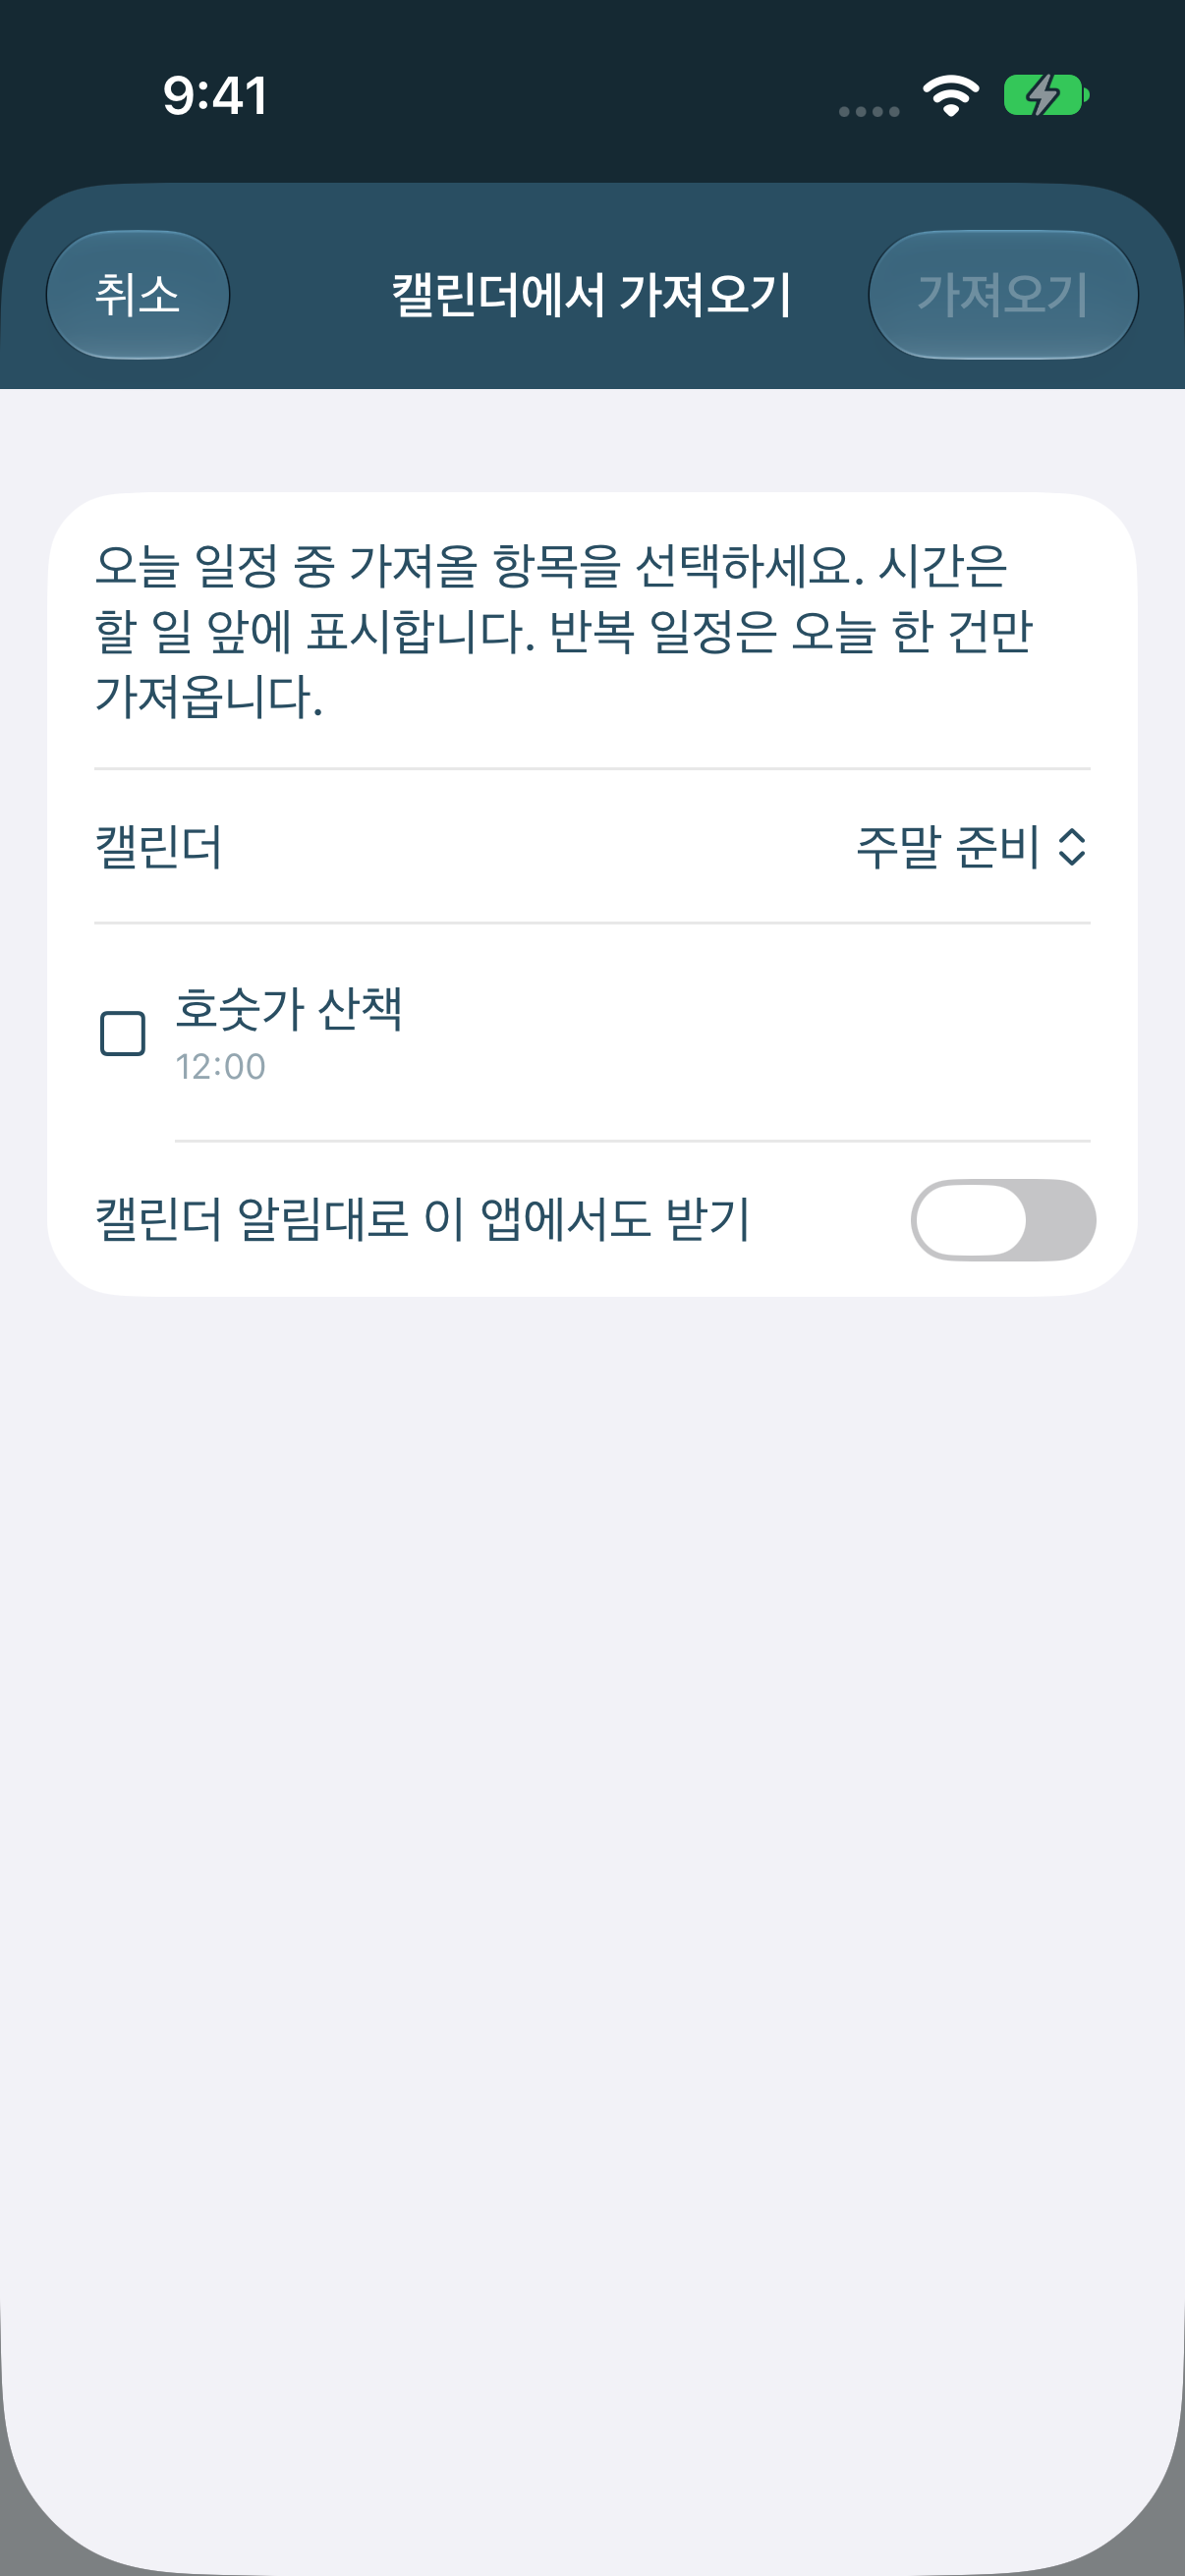 9:41
취소
캘린더에서 가져오기
가져오기
오늘 일정 중 가져올 항목을 선택하세요. 시간은
할 일 앞에 표시합니다. 반복 일정은 오늘 한 건만
가져옵니다.
캘린더
주말 준비
호숫가 산책
12:00
캘린더 알림대로 이 앱에서도 받기